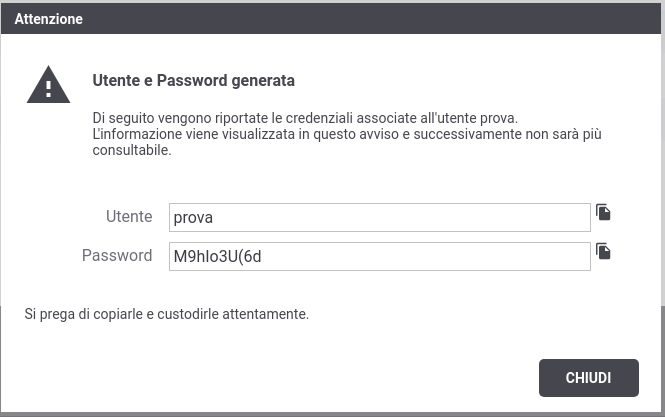 Attenzione
Utente e Password generata
Di seguito vengono riportate le credenziali associate all'utente prova.
L'informazione viene visualizzata in questo avviso e successivamente non sarà più
consultabile.
Utente prova
Password M9hIo3U(6d
Si prega di copiarle e custodirle attentamente.
CHIUDI